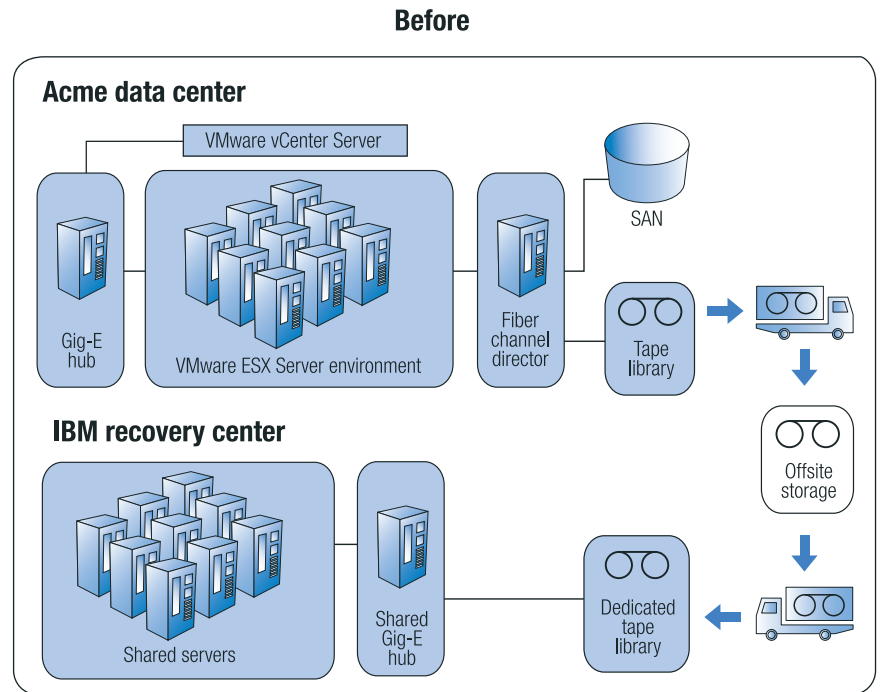 Before
Acme data center
VMware vCenter Server
SAN
Gig-E
hub
VMware ESX Server environment
Fiber
channel
director
Tape
library
Offsite
storage
IBM recovery center
Shared servers
Shared
Gig-E
hub
Dedicated
tape
library